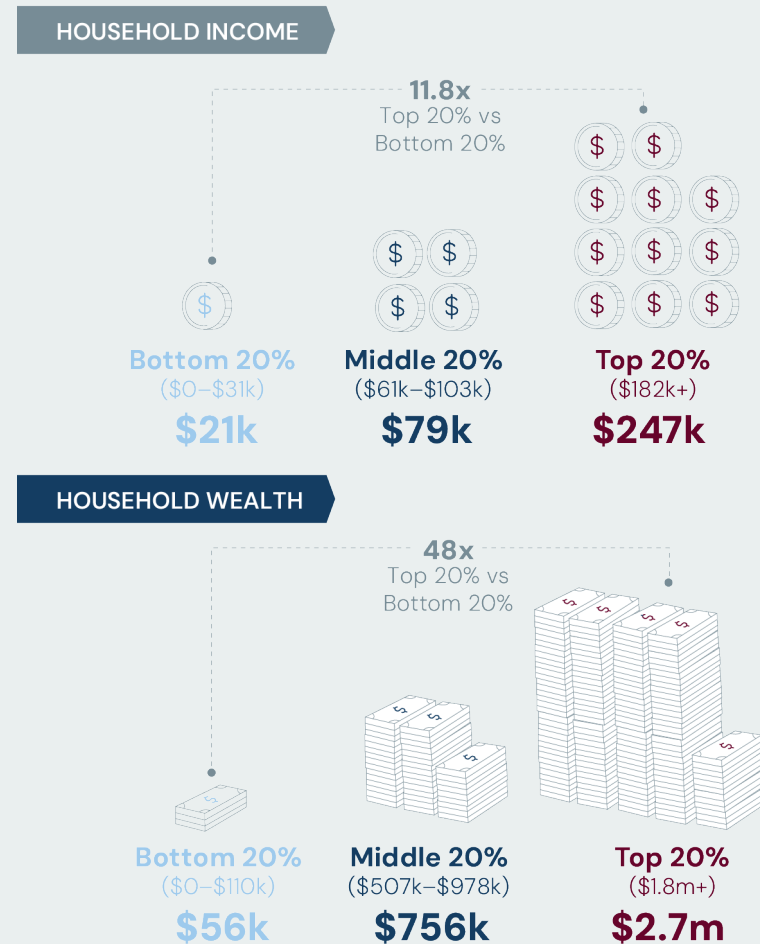 HOUSEHOLD INCOME
11.8x
Top 20% vs
Bottom 20%
Bottom 20%
($0–$31k)
$21k
Middle 20%
($61k–$103k)
$79k
Top 20%
($182k+)
$247k
HOUSEHOLD WEALTH
48x
Top 20% vs
Bottom 20%
Bottom 20%
($0–$110k)
$56k
Middle 20%
($507k–$978k)
$756k
Top 20%
($1.8m+)
$2.7m